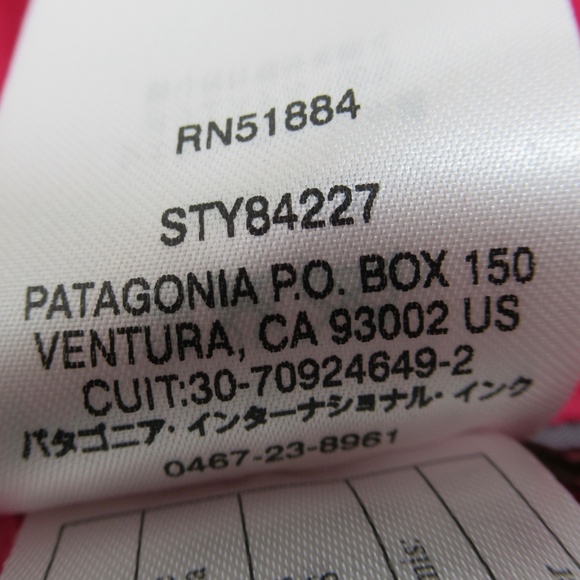 RN51884
STY84227
PATAGONIA P.O. BOX 150
VENTURA, CA 93002 US
CUIT:30-70924649-2
パタゴニア・インターナショナル・インク
0467-23-8961